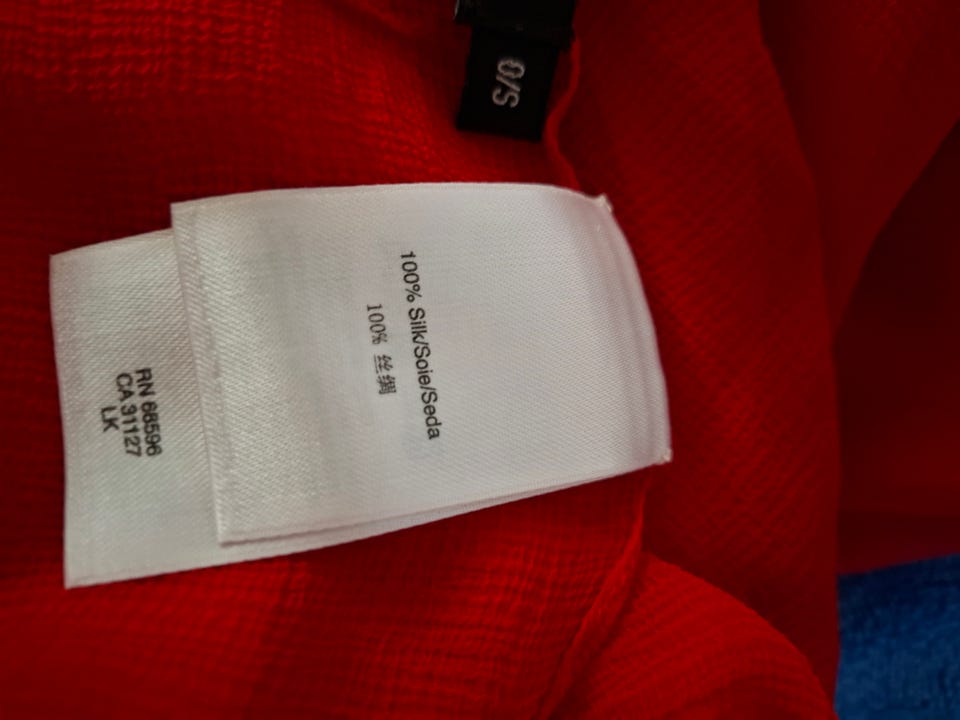 0/S
100% Silk/Soie/Seda
100% 丝绸
RN 68596
CA 31127
LK